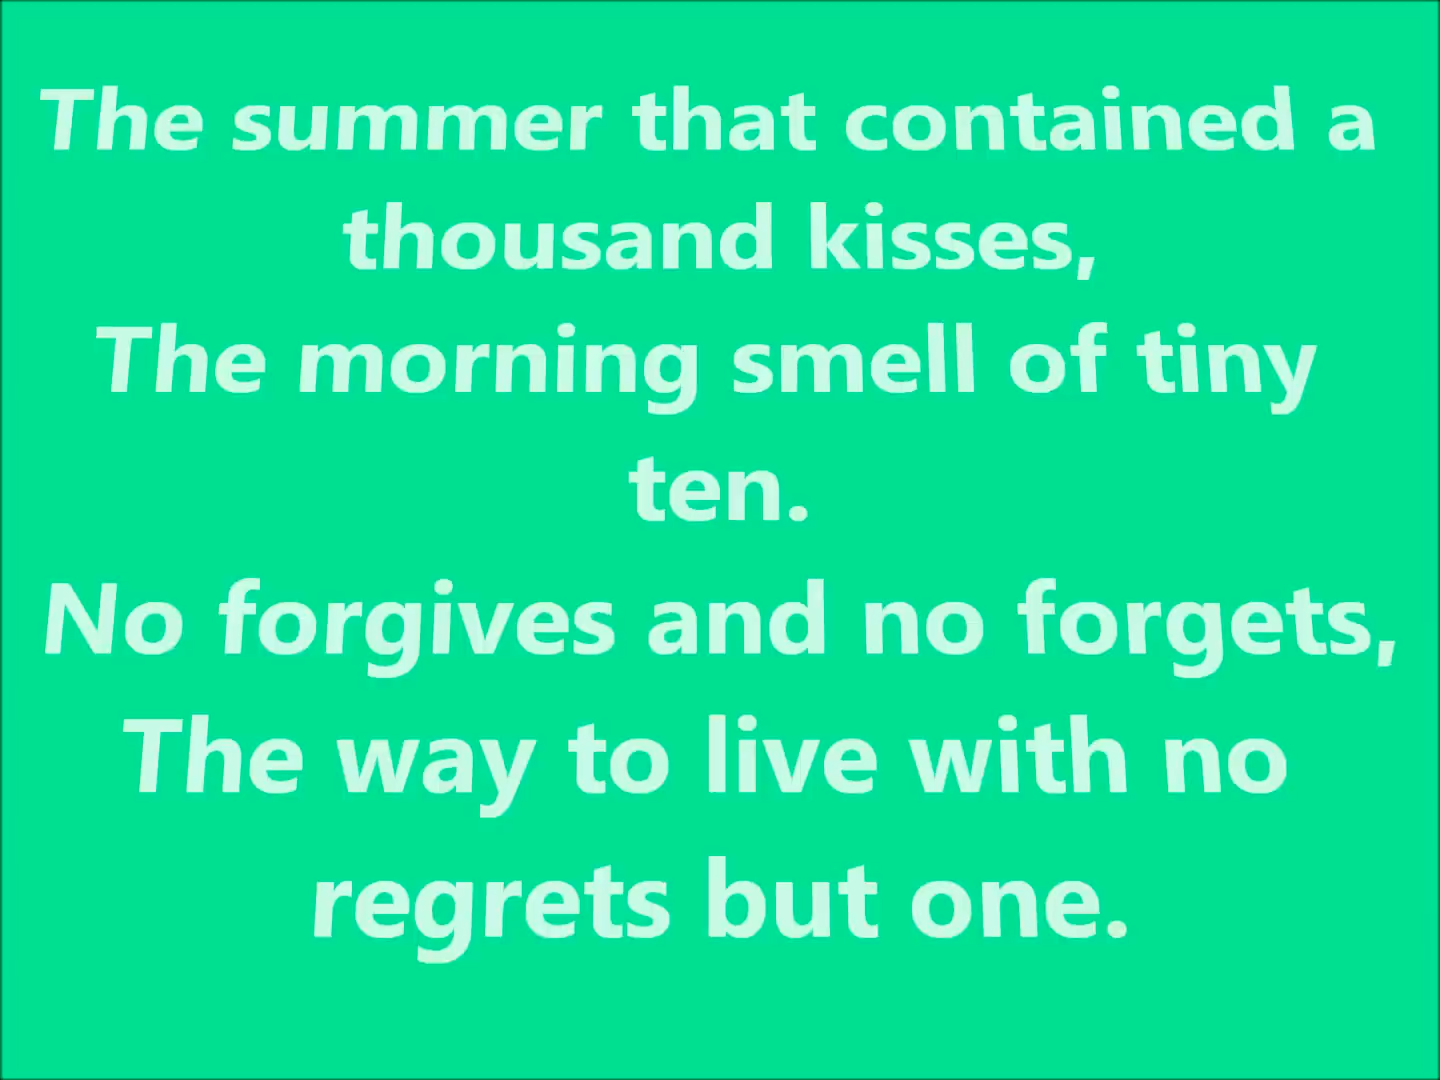 The summer that contained a
thousand kisses,
The morning smell of tiny
ten.
No forgives and no forgets,
The way to live with no
regrets but one.